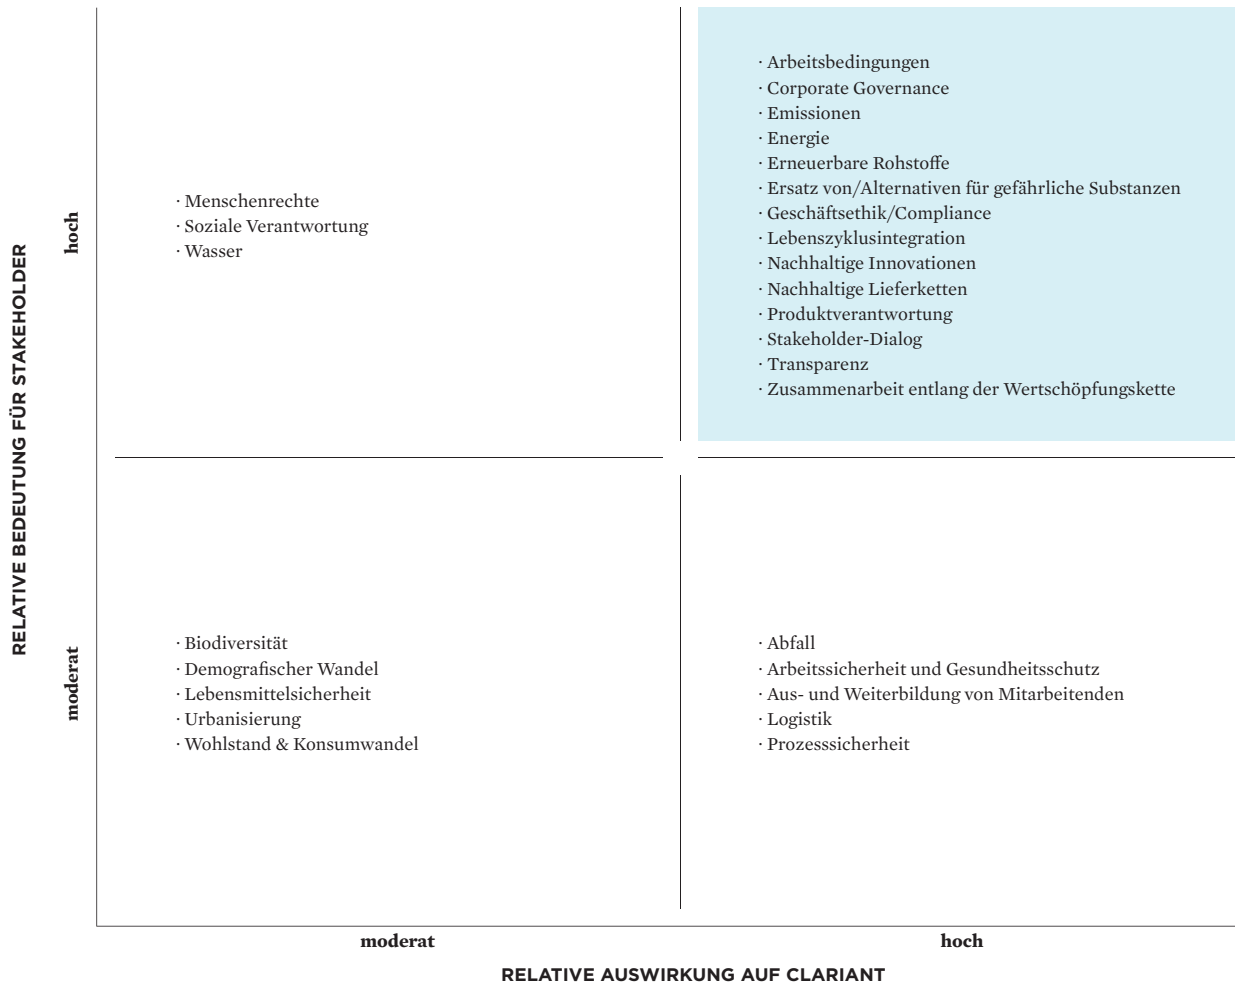 RELATIVE BEDEUTUNG FÜR STAKEHOLDER
hoch
· Menschenrechte
· Soziale Verantwortung
· Wasser
· Arbeitsbedingungen
· Corporate Governance
· Emissionen
· Energie
· Erneuerbare Rohstoffe
· Ersatz von/Alternativen für gefährliche Substanzen
· Geschäftsethik/Compliance
· Lebenszyklusintegration
· Nachhaltige Innovationen
· Nachhaltige Lieferketten
· Produktverantwortung
· Stakeholder-Dialog
· Transparenz
· Zusammenarbeit entlang der Wertschöpfungskette
moderat
· Biodiversität
· Demografischer Wandel
· Lebensmittelsicherheit
· Urbanisierung
· Wohlstand & Konsumwandel
· Abfall
· Arbeitssicherheit und Gesundheitsschutz
· Aus- und Weiterbildung von Mitarbeitenden
· Logistik
· Prozesssicherheit
moderat
hoch
RELATIVE AUSWIRKUNG AUF CLARIANT